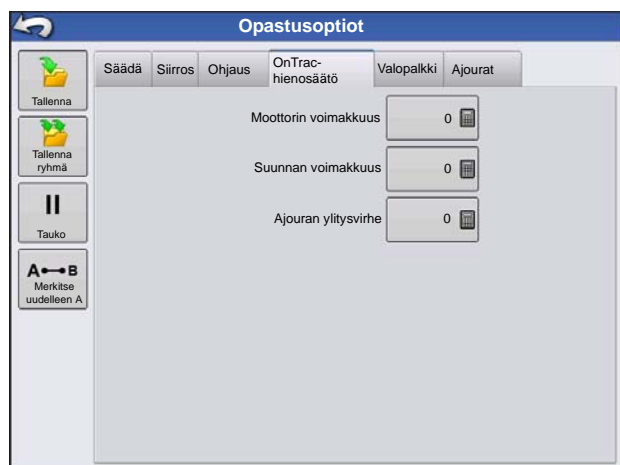 Opastusoptiot
Tallenna
Tallenna
ryhmä
Tauko
A B
Merkitse
uudelleen A
Säädä
Siirros
Ohjaus
OnTrac-
hienosäätö
Valopalkki
Ajourat
Moottorin voimakkuus 0
Suunnan voimakkuus 0
Ajouran ylitysvirhe 0